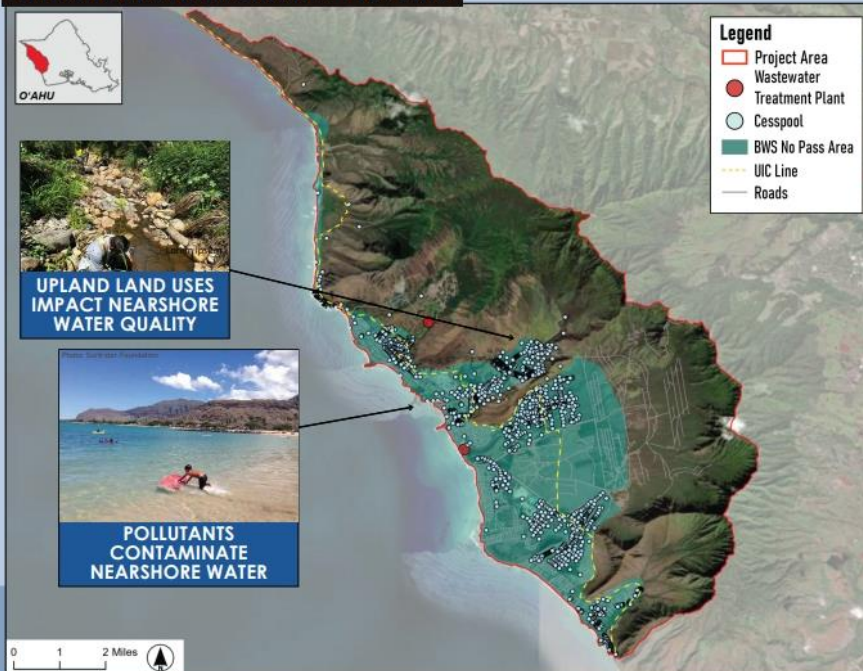 O'AHU
Legend
Project Area
Wastewater
Treatment Plant
Cesspool
BWS No Pass Area
UIC Line
Roads
UPLAND LAND USES
IMPACT NEARSHORE
WATER QUALITY
POLLUTANTS
CONTAMINATE
NEARSHORE WATER
0 1 2 Miles
N